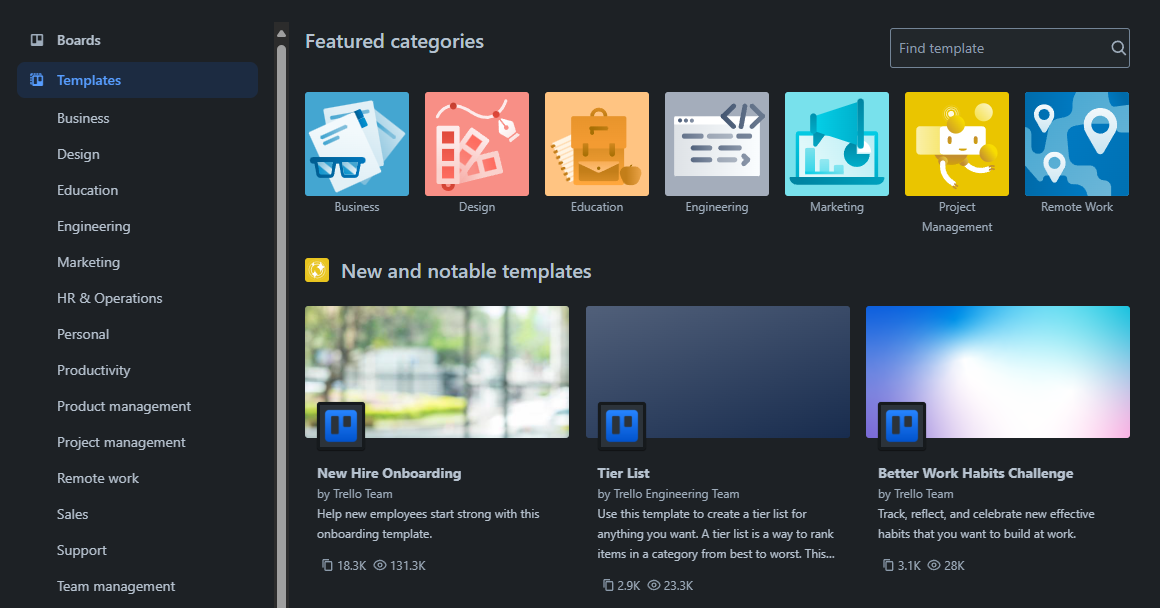 Boards
Templates
Business
Design
Education
Engineering
Marketing
HR & Operations
Personal
Productivity
Product management
Project management
Remote work
Sales
Support
Team management
Featured categories
Find template
Business
Design
Education
Engineering
Marketing
Project
Management
Remote Work
New and notable templates
New Hire Onboarding
by Trello Team
Help new employees start strong with this
onboarding template.
18.3K 131.3K
Tier List
by Trello Engineering Team
Use this template to create a tier list for
anything you want. A tier list is a way to rank
items in a category from best to worst. This...
2.9K 23.3K
Better Work Habits Challenge
by Trello Team
Track, reflect, and celebrate new effective
habits that you want to build at work.
3.1K 28K